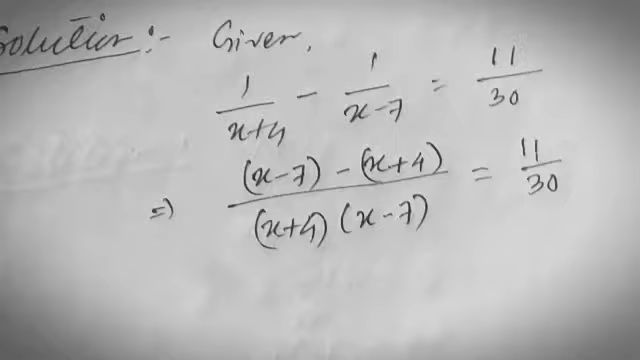 Solution:- Given,
1/(x+4) - 1/(x-7) = 11/30
=> ((x-7) - (x+4))/((x+4)(x-7)) = 11/30